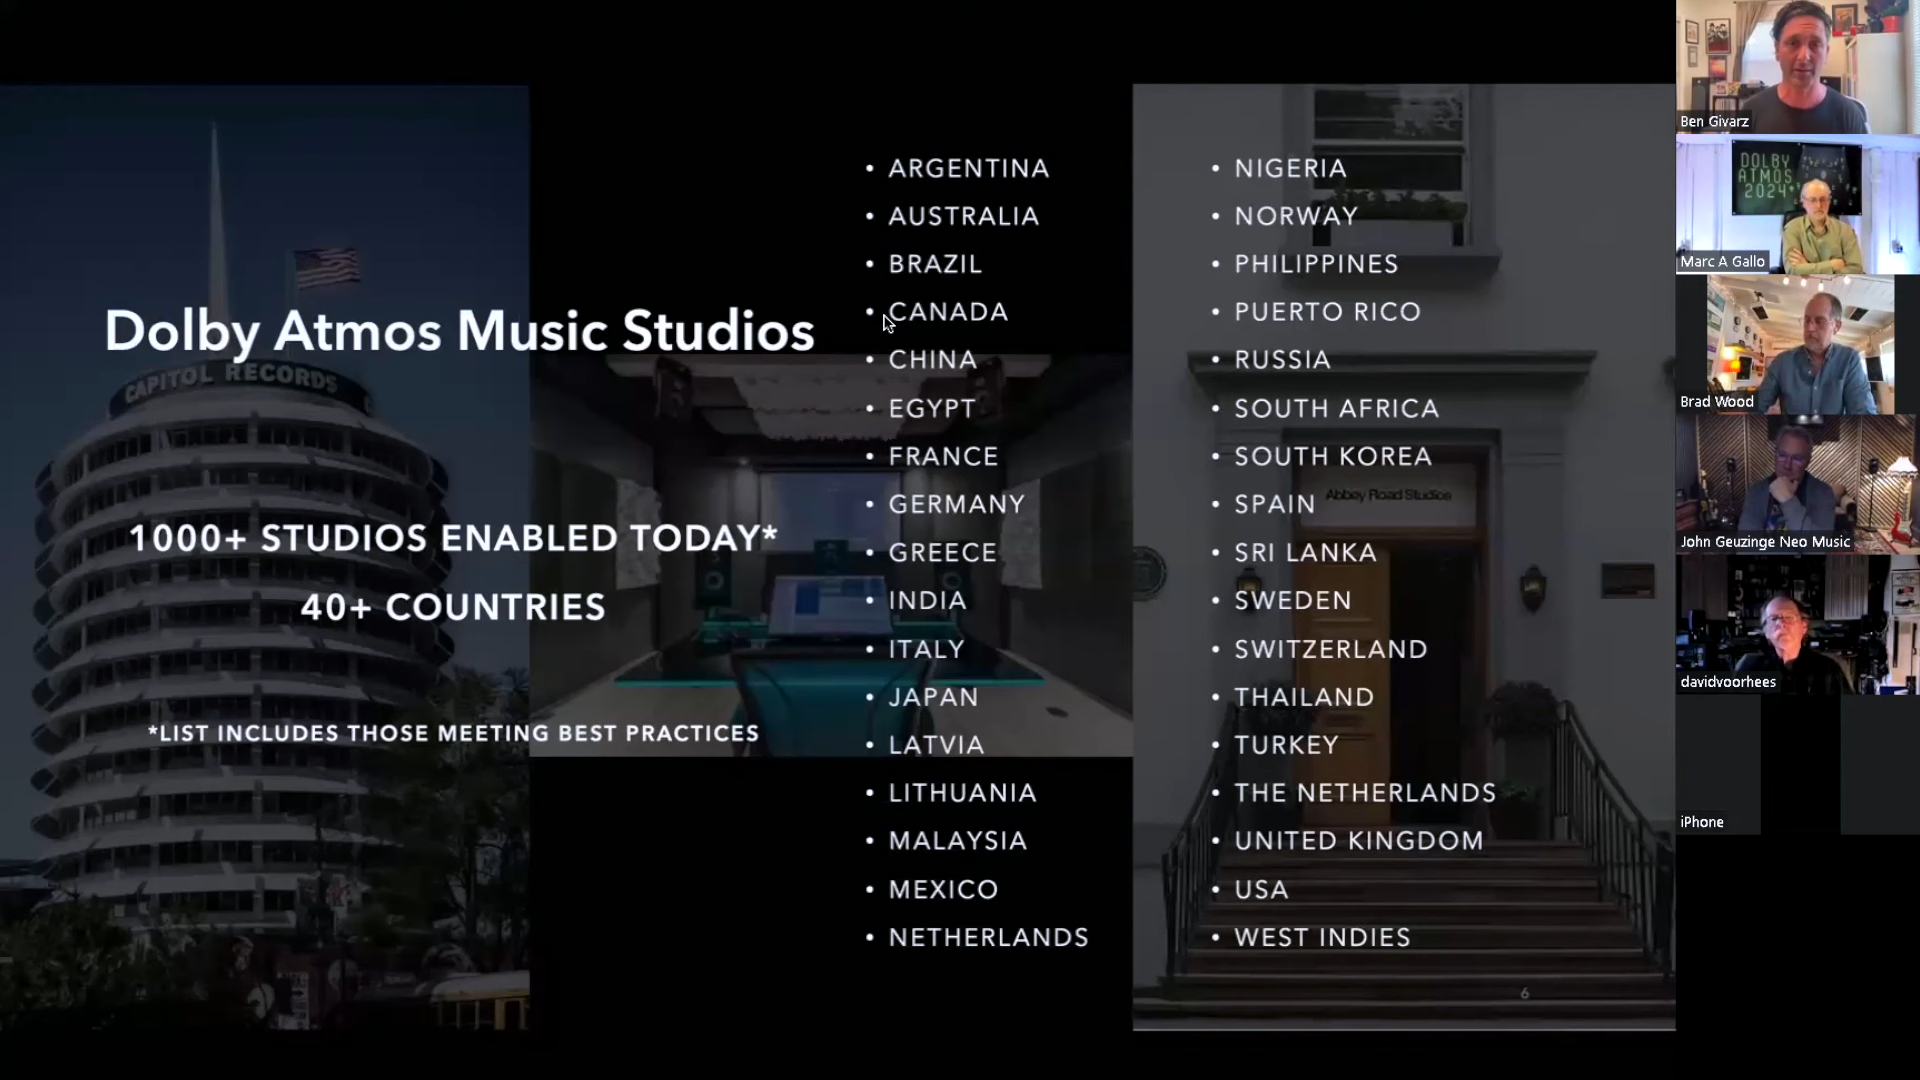 Dolby Atmos Music Studios
CAPITOL RECORDS
1000+ STUDIOS ENABLED TODAY*
40+ COUNTRIES
*LIST INCLUDES THOSE MEETING BEST PRACTICES
• ARGENTINA
• AUSTRALIA
• BRAZIL
• CANADA
• CHINA
• EGYPT
• FRANCE
• GERMANY
• GREECE
• INDIA
• ITALY
• JAPAN
• LATVIA
• LITHUANIA
• MALAYSIA
• MEXICO
• NETHERLANDS
• NIGERIA
• NORWAY
• PHILIPPINES
• PUERTO RICO
• RUSSIA
• SOUTH AFRICA
• SOUTH KOREA
• SPAIN
• SRI LANKA
• SWEDEN
• SWITZERLAND
• THAILAND
• TURKEY
• THE NETHERLANDS
• UNITED KINGDOM
• USA
• WEST INDIES
Abbey Road Studios
6
Ben Givarz
DOLBY
ATMOS
2024*
Marc A Gallo
Brad Wood
John Geuzinge Neo Music
davidvoorhees
iPhone